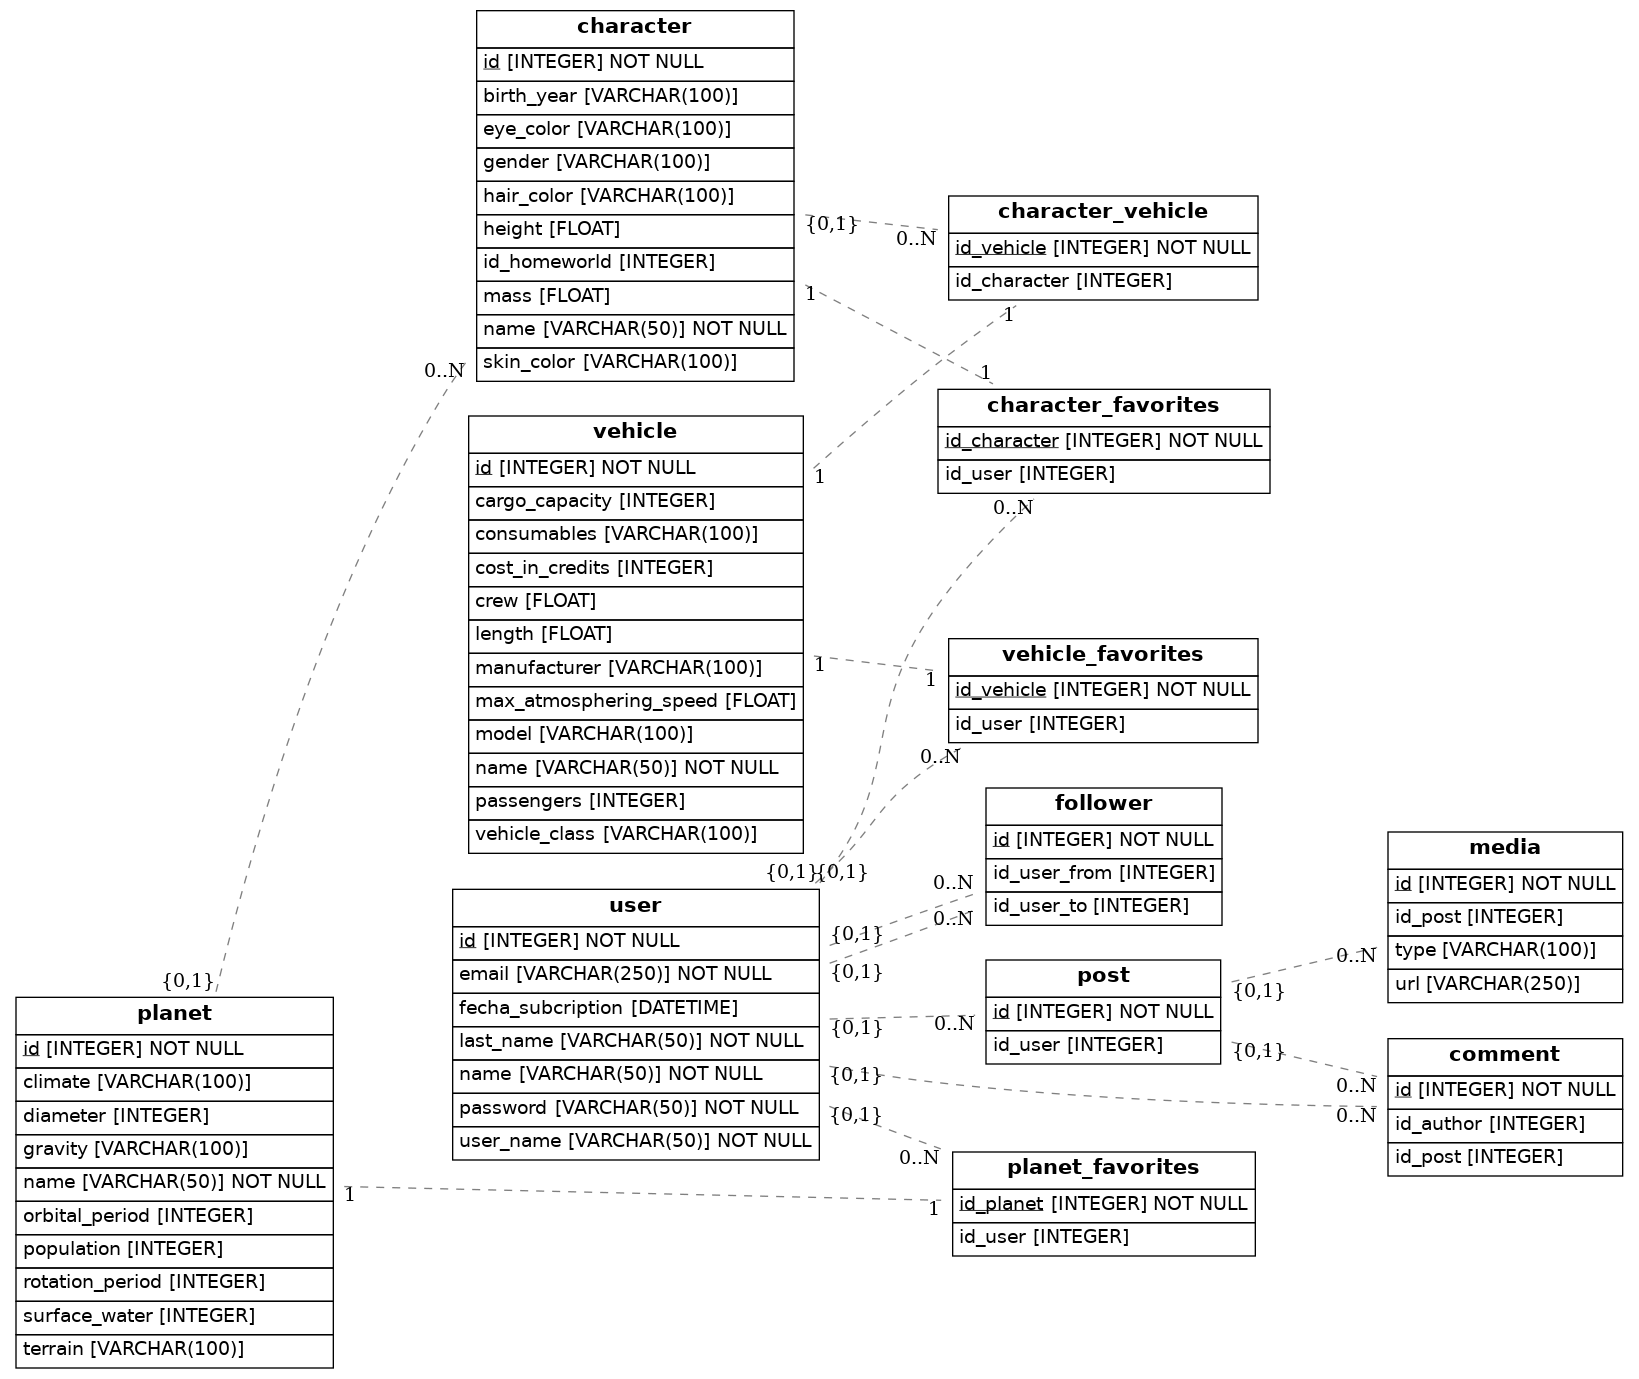 character
id [INTEGER] NOT NULL
birth_year [VARCHAR(100)]
eye_color [VARCHAR(100)]
gender [VARCHAR(100)]
hair_color [VARCHAR(100)]
height [FLOAT]
id_homeworld [INTEGER]
mass [FLOAT]
name [VARCHAR(50)] NOT NULL
skin_color [VARCHAR(100)]
{0,1}
0..N
character_vehicle
id_vehicle [INTEGER] NOT NULL
id_character [INTEGER]
1
1
1
1
0..N
character_favorites
id_character [INTEGER] NOT NULL
id_user [INTEGER]
0..N
vehicle
id [INTEGER] NOT NULL
cargo_capacity [INTEGER]
consumables [VARCHAR(100)]
cost_in_credits [INTEGER]
crew [FLOAT]
length [FLOAT]
manufacturer [VARCHAR(100)]
max_atmosphering_speed [FLOAT]
model [VARCHAR(100)]
name [VARCHAR(50)] NOT NULL
passengers [INTEGER]
vehicle_class [VARCHAR(100)]
1
1
vehicle_favorites
id_vehicle [INTEGER] NOT NULL
id_user [INTEGER]
0..N
{0,1}
{0,1}
follower
id [INTEGER] NOT NULL
id_user_from [INTEGER]
id_user_to [INTEGER]
0..N
0..N
{0,1}
{0,1}
user
id [INTEGER] NOT NULL
email [VARCHAR(250)] NOT NULL
fecha_subcription [DATETIME]
last_name [VARCHAR(50)] NOT NULL
name [VARCHAR(50)] NOT NULL
password [VARCHAR(50)] NOT NULL
user_name [VARCHAR(50)] NOT NULL
{0,1}
0..N
{0,1}
{0,1}
0..N
post
id [INTEGER] NOT NULL
id_user [INTEGER]
{0,1}
0..N
{0,1}
0..N
0..N
media
id [INTEGER] NOT NULL
id_post [INTEGER]
type [VARCHAR(100)]
url [VARCHAR(250)]
comment
id [INTEGER] NOT NULL
id_author [INTEGER]
id_post [INTEGER]
{0,1}
planet
id [INTEGER] NOT NULL
climate [VARCHAR(100)]
diameter [INTEGER]
gravity [VARCHAR(100)]
name [VARCHAR(50)] NOT NULL
orbital_period [INTEGER]
population [INTEGER]
rotation_period [INTEGER]
surface_water [INTEGER]
terrain [VARCHAR(100)]
1
1
planet_favorites
id_planet [INTEGER] NOT NULL
id_user [INTEGER]